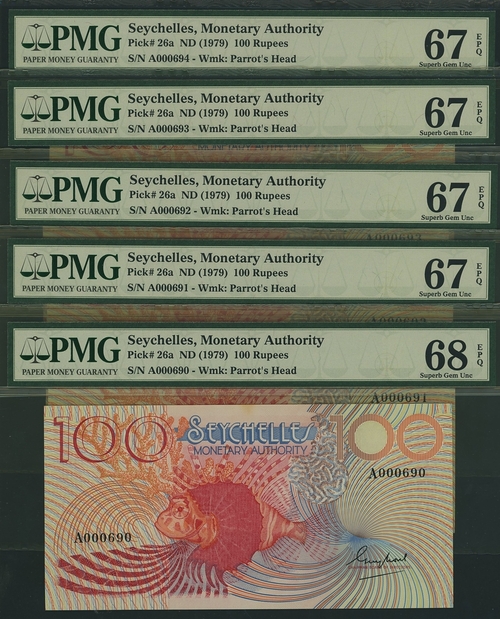 PMG
PAPER MONEY GUARANTY
Seychelles, Monetary Authority
Pick# 26a ND (1979) 100 Rupees
S/N A000694 - Wmk: Parrot's Head
67
EPQ
Superb Gem Unc
PMG
PAPER MONEY GUARANTY
Seychelles, Monetary Authority
Pick# 26a ND (1979) 100 Rupees
S/N A000693 - Wmk: Parrot's Head
67
EPQ
Superb Gem Unc
PMG
PAPER MONEY GUARANTY
Seychelles, Monetary Authority
Pick# 26a ND (1979) 100 Rupees
S/N A000692 - Wmk: Parrot's Head
67
EPQ
Superb Gem Unc
PMG
PAPER MONEY GUARANTY
Seychelles, Monetary Authority
Pick# 26a ND (1979) 100 Rupees
S/N A000691 - Wmk: Parrot's Head
67
EPQ
Superb Gem Unc
PMG
PAPER MONEY GUARANTY
Seychelles, Monetary Authority
Pick# 26a ND (1979) 100 Rupees
S/N A000690 - Wmk: Parrot's Head
68
EPQ
Superb Gem Unc
A000691
100 SEYCHELLES 100
MONETARY AUTHORITY
A000690
A000690